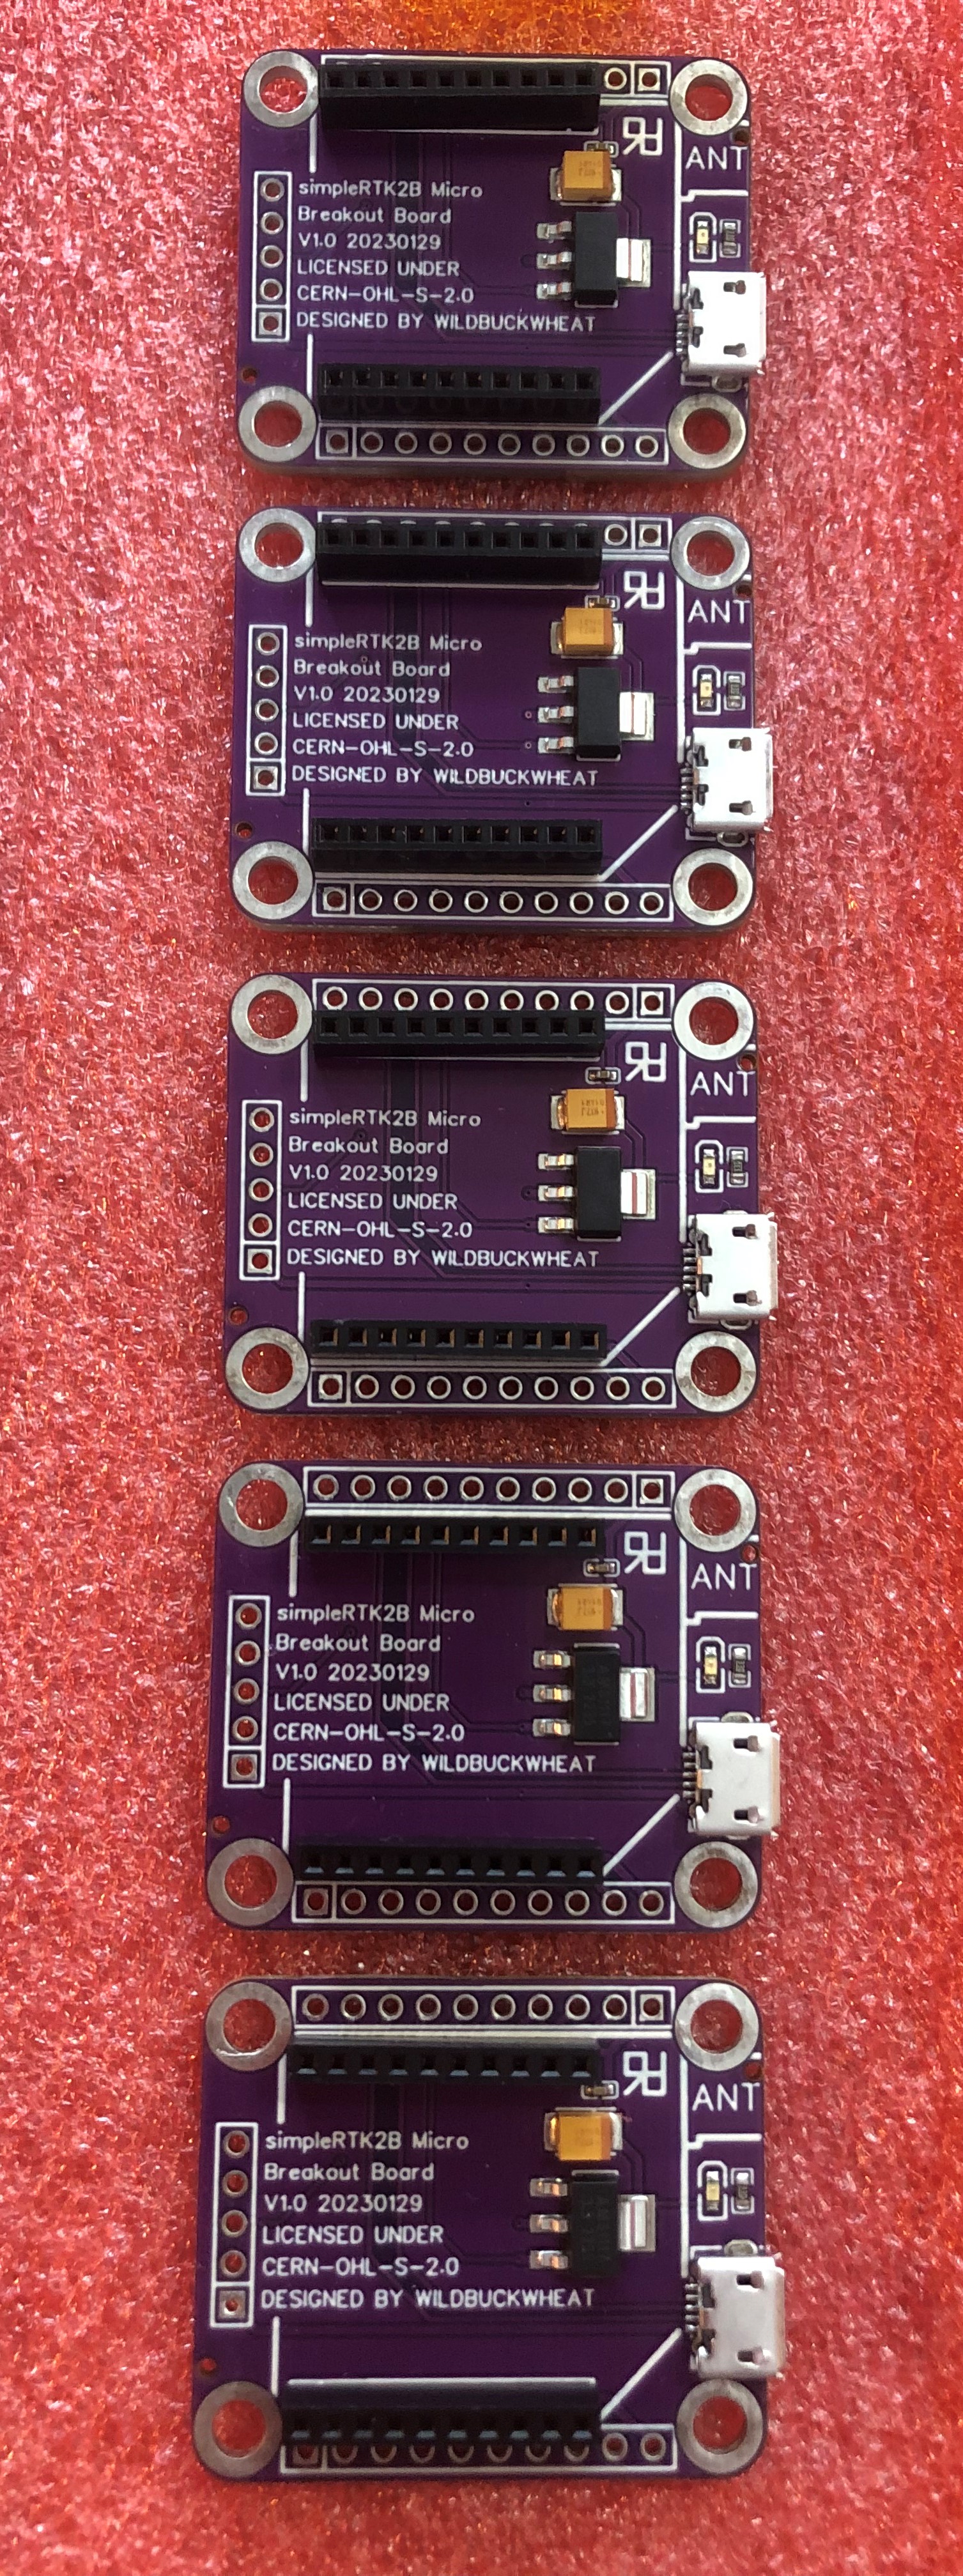 ANT
simpleRTK2B Micro
Breakout Board
V1.0 20230129
LICENSED UNDER
CERN-OHL-S-2.0
DESIGNED BY WILDBUCKWHEAT
ANT
simpleRTK2B Micro
Breakout Board
V1.0 20230129
LICENSED UNDER
CERN-OHL-S-2.0
DESIGNED BY WILDBUCKWHEAT
ANT
simpleRTK2B Micro
Breakout Board
V1.0 20230129
LICENSED UNDER
CERN-OHL-S-2.0
DESIGNED BY WILDBUCKWHEAT
ANT
simpleRTK2B Micro
Breakout Board
V1.0 20230129
LICENSED UNDER
CERN-OHL-S-2.0
DESIGNED BY WILDBUCKWHEAT
ANT
simpleRTK2B Micro
Breakout Board
V1.0 20230129
LICENSED UNDER
CERN-OHL-S-2.0
DESIGNED BY WILDBUCKWHEAT